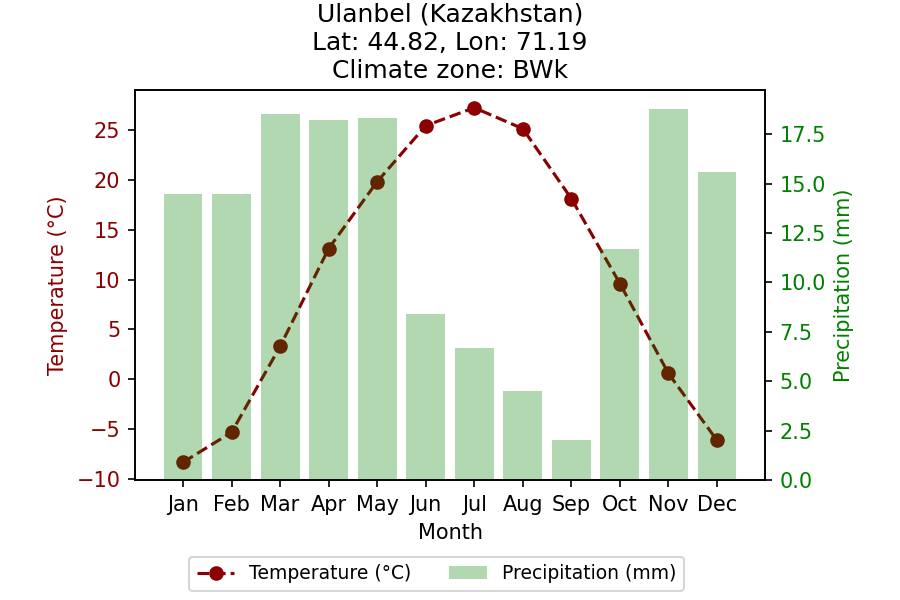 Ulanbel (Kazakhstan)
Lat: 44.82, Lon: 71.19
Climate zone: BWk
Temperature (°C)
25
20
15
10
5
0
−5
−10
17.5
15.0
12.5
10.0
7.5
5.0
2.5
0.0
Precipitation (mm)
Jan Feb Mar Apr May Jun Jul Aug Sep Oct Nov Dec
Month
Temperature (°C) Precipitation (mm)